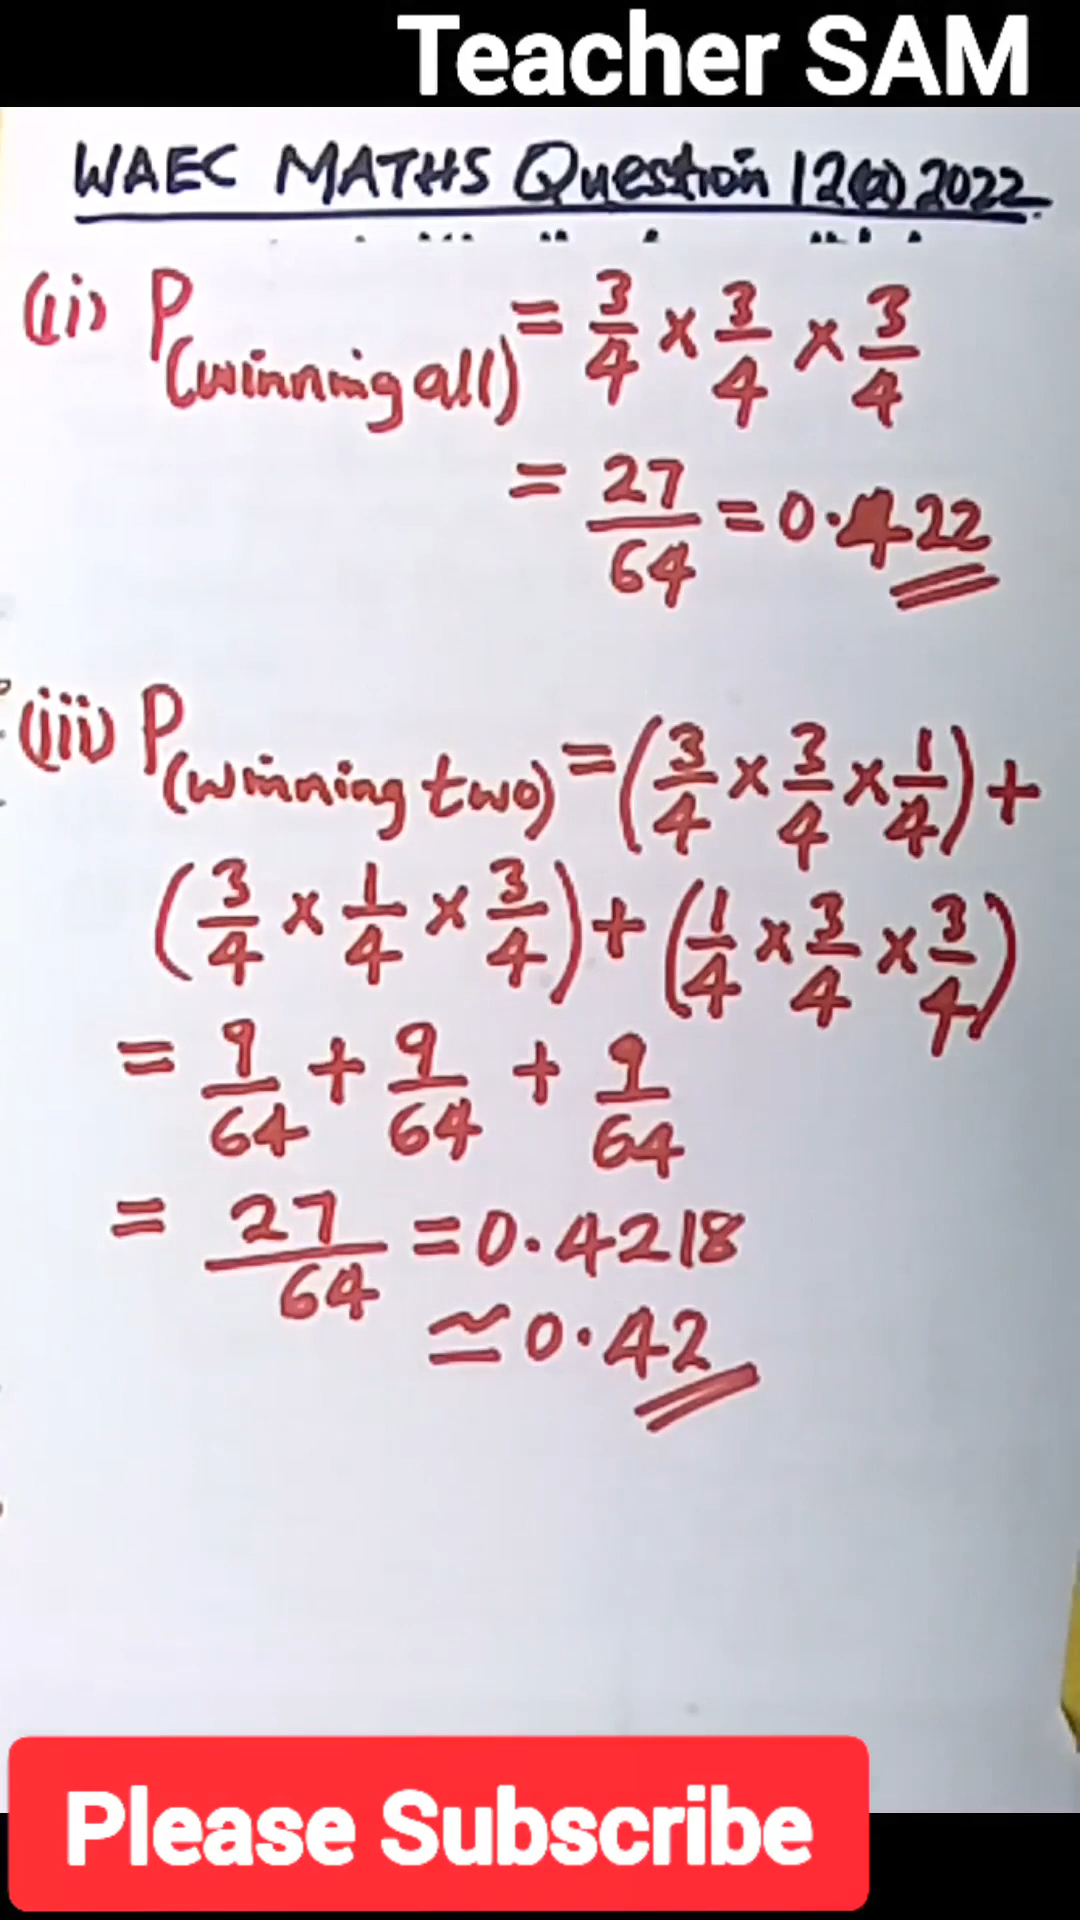 Teacher SAM
WAEC MATHS Question 12(a) 2022
(ii) P(winning all) = 3/4 × 3/4 × 3/4
= 27/64 = 0.422
(iii) P(winning two) = (3/4 × 3/4 × 1/4) +
(3/4 × 1/4 × 3/4) + (1/4 × 3/4 × 3/4)
= 9/64 + 9/64 + 9/64
= 27/64 = 0.4218
≃ 0.42
Please Subscribe